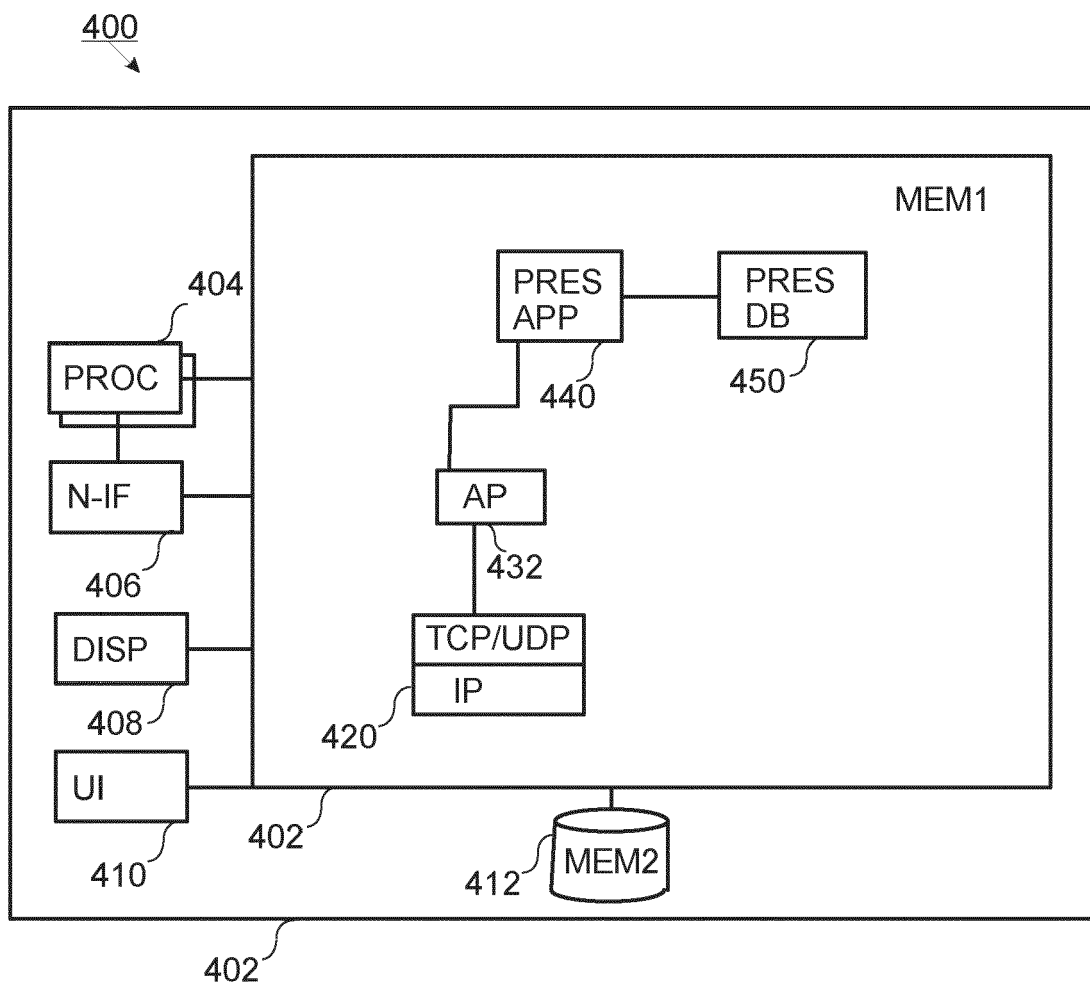 400
MEM1
PRES
APP
440
PRES
DB
450
404
PROC
N-IF
406
AP
432
DISP
408
TCP/UDP
IP
420
UI
410
402
412
MEM2
402